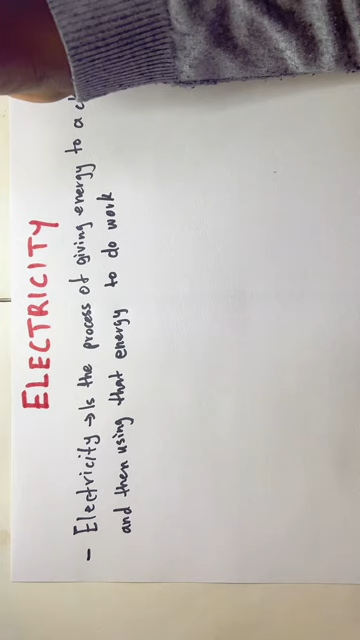 ELECTRICITY
- Electricity → Is the process of giving energy to a
and then using that energy to do work